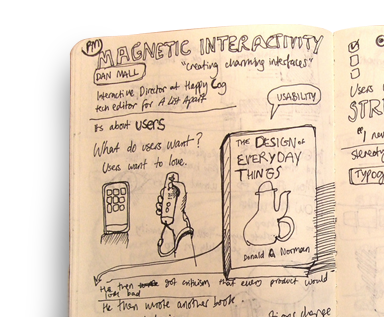 PM
MAGNETIC INTERACTIVITY
DAN MALL
"creating charming interfaces"
Interactive Director at Happy Cog
tech editor for A List Apart
its about users
What do users want?
Users want to love.
USABILITY
THE DESIGN OF
EVERYDAY
THINGS
Donald A Norman
He then got criticism that every product would
look bad
He then wrote another book.
change
Users
STR
stereoty
Typog